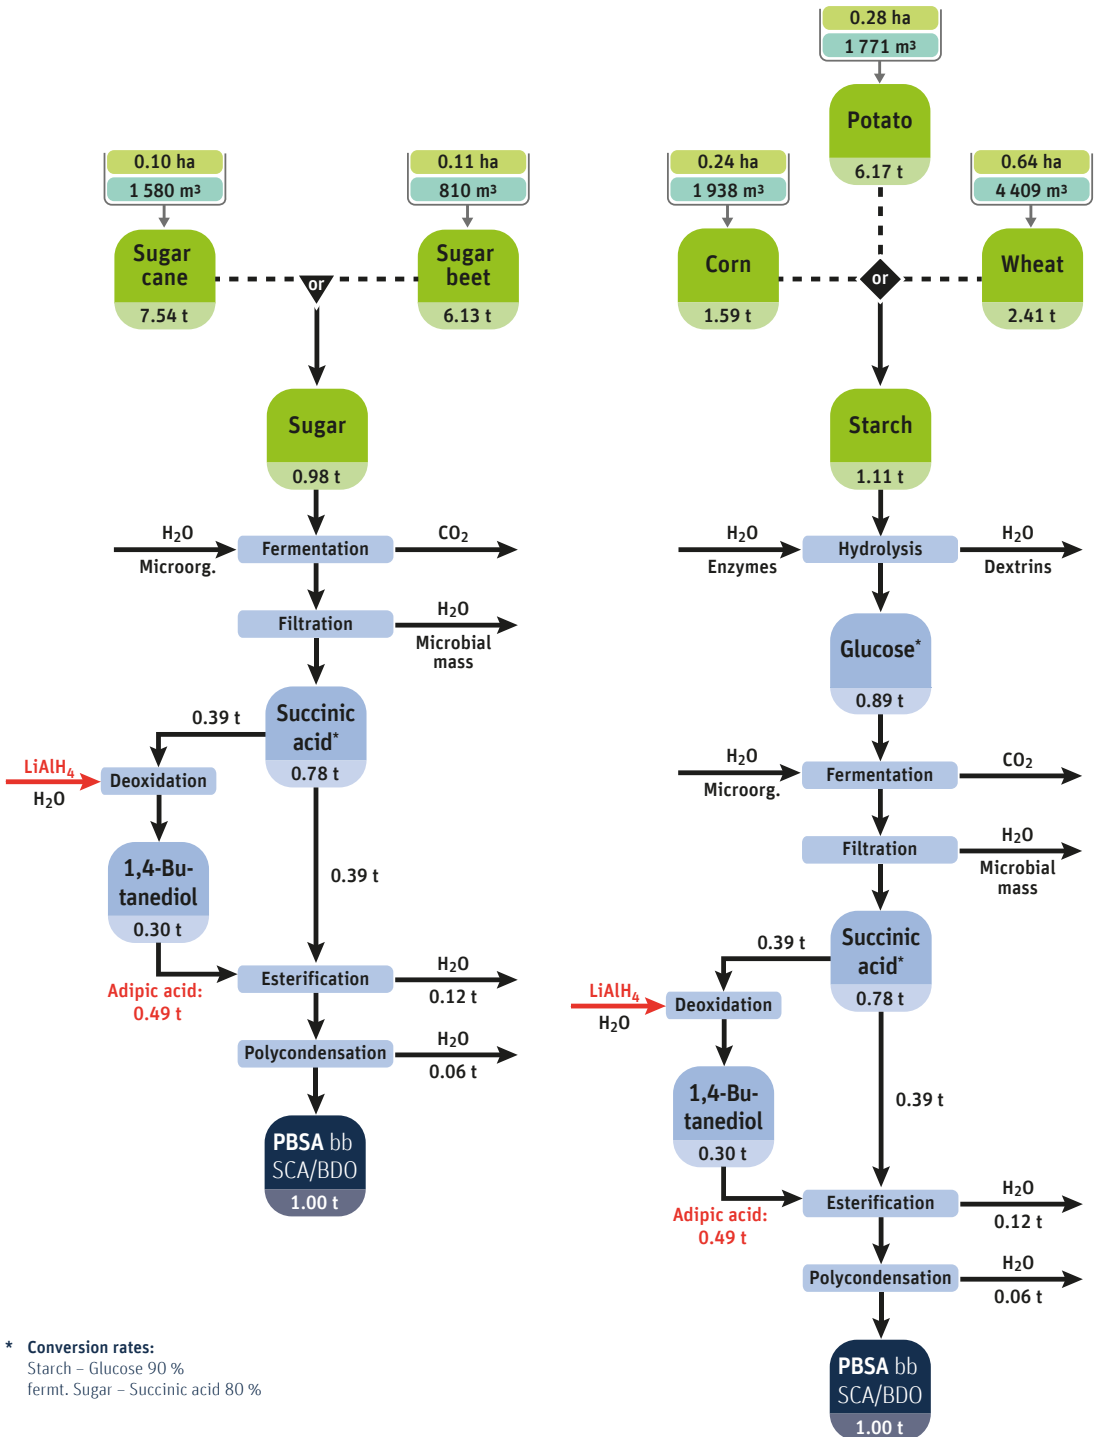 0.10 ha
1 580 m³
Sugar
cane
7.54 t
0.11 ha
810 m³
Sugar
beet
6.13 t
or
Sugar
0.98 t
H₂O
Microorg.
Fermentation
CO₂
Filtration
H₂O
Microbial
mass
Succinic
acid*
0.78 t
0.39 t
LiAlH₄
H₂O
Deoxidation
1,4-Bu-
tanediol
0.30 t
0.39 t
Adipic acid:
0.49 t
Esterification
H₂O
0.12 t
Polycondensation
H₂O
0.06 t
PBSA bb
SCA/BDO
1.00 t
0.28 ha
1 771 m³
Potato
6.17 t
0.24 ha
1 938 m³
Corn
1.59 t
or
0.64 ha
4 409 m³
Wheat
2.41 t
Starch
1.11 t
H₂O
Enzymes
Hydrolysis
H₂O
Dextrins
Glucose*
0.89 t
H₂O
Microorg.
Fermentation
CO₂
Filtration
H₂O
Microbial
mass
Succinic
acid*
0.78 t
0.39 t
LiAlH₄
H₂O
Deoxidation
1,4-Bu-
tanediol
0.30 t
0.39 t
Adipic acid:
0.49 t
Esterification
H₂O
0.12 t
Polycondensation
H₂O
0.06 t
PBSA bb
SCA/BDO
1.00 t
* Conversion rates:
Starch – Glucose 90 %
fermt. Sugar – Succinic acid 80 %